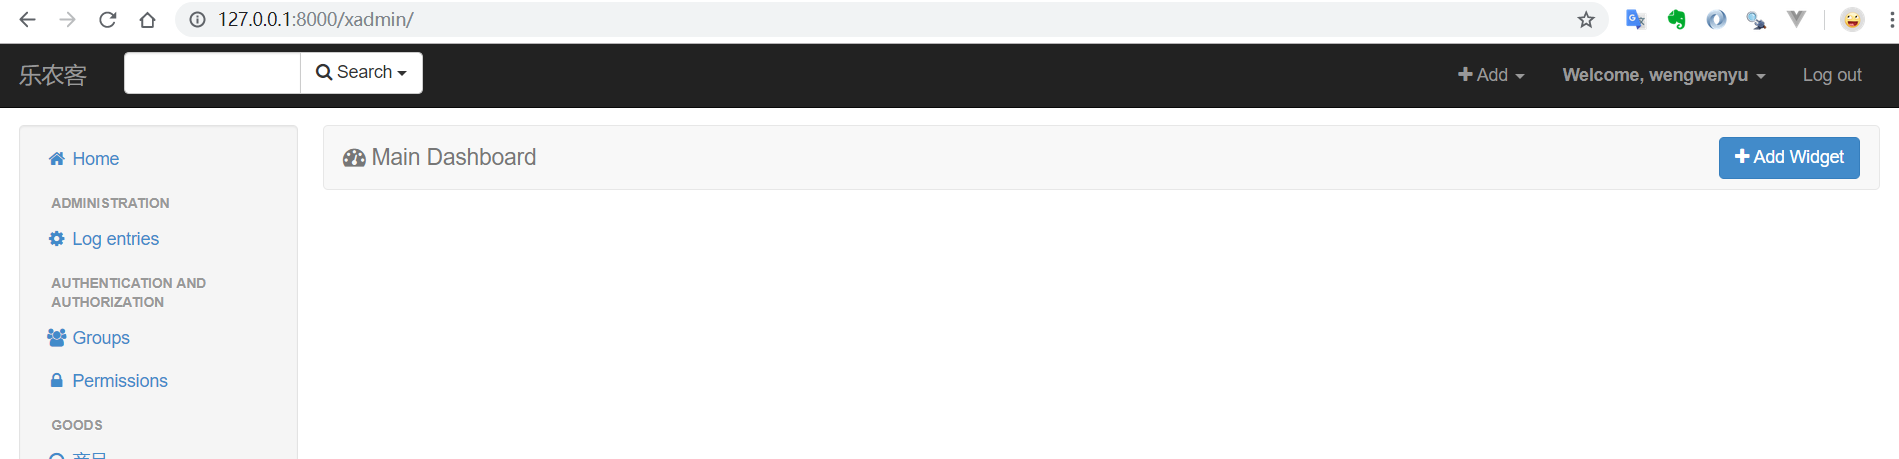 127.0.0.1:8000/xadmin/
乐农客 Search Add Welcome, wengwenyu Log out
Home
Main Dashboard
Add Widget
ADMINISTRATION
Log entries
AUTHENTICATION AND
AUTHORIZATION
Groups
Permissions
GOODS